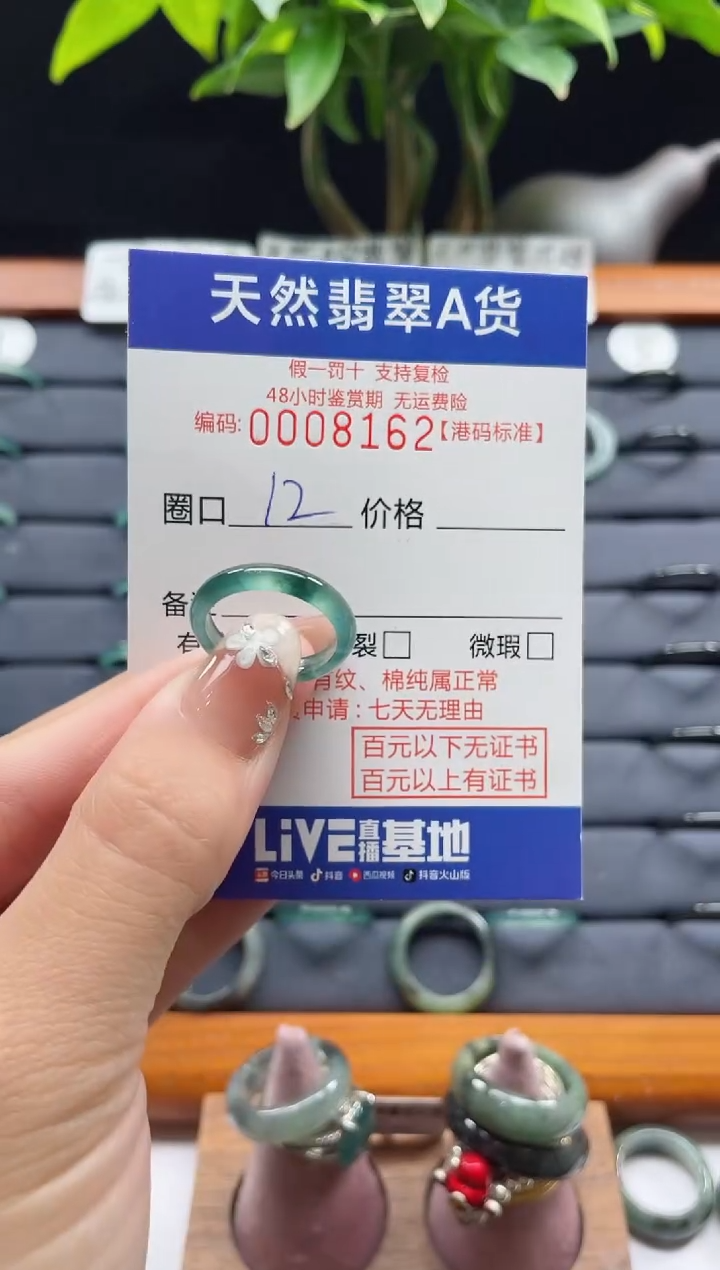 天然翡翠A货
假一罚十 支持复检
48小时鉴赏期 无运费险
编码:0008162【港码标准】
圈口 12 价格
备
有 裂□ 微瑕□
有纹、棉纯属正常
申请:七天无理由
百元以下无证书
百元以上有证书
LiVE直播基地
今日头条 抖音 西瓜视频 抖音火山版